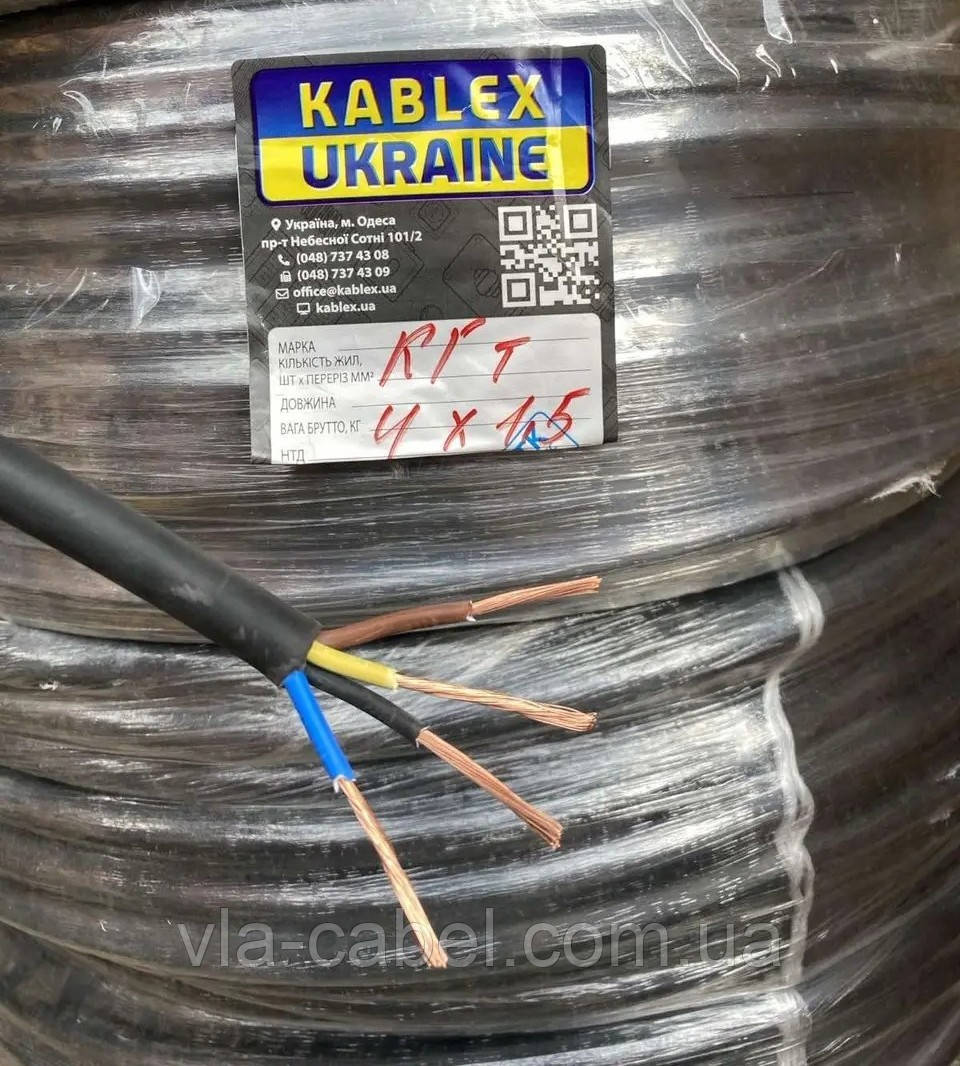 KABLEX
UKRAINE
Україна, м. Одеса
пр-т Небесної Сотні 101/2
(048) 737 43 08
(048) 737 43 09
office@kablex.ua
kablex.ua
МАРКА
КІЛЬКІСТЬ ЖИЛ,
ШТ х ПЕРЕРІЗ ММ²
КГт
ДОВЖИНА
ВАГА БРУТТО, КГ
4 х 1,5
НТД
vla-cabel.com.ua